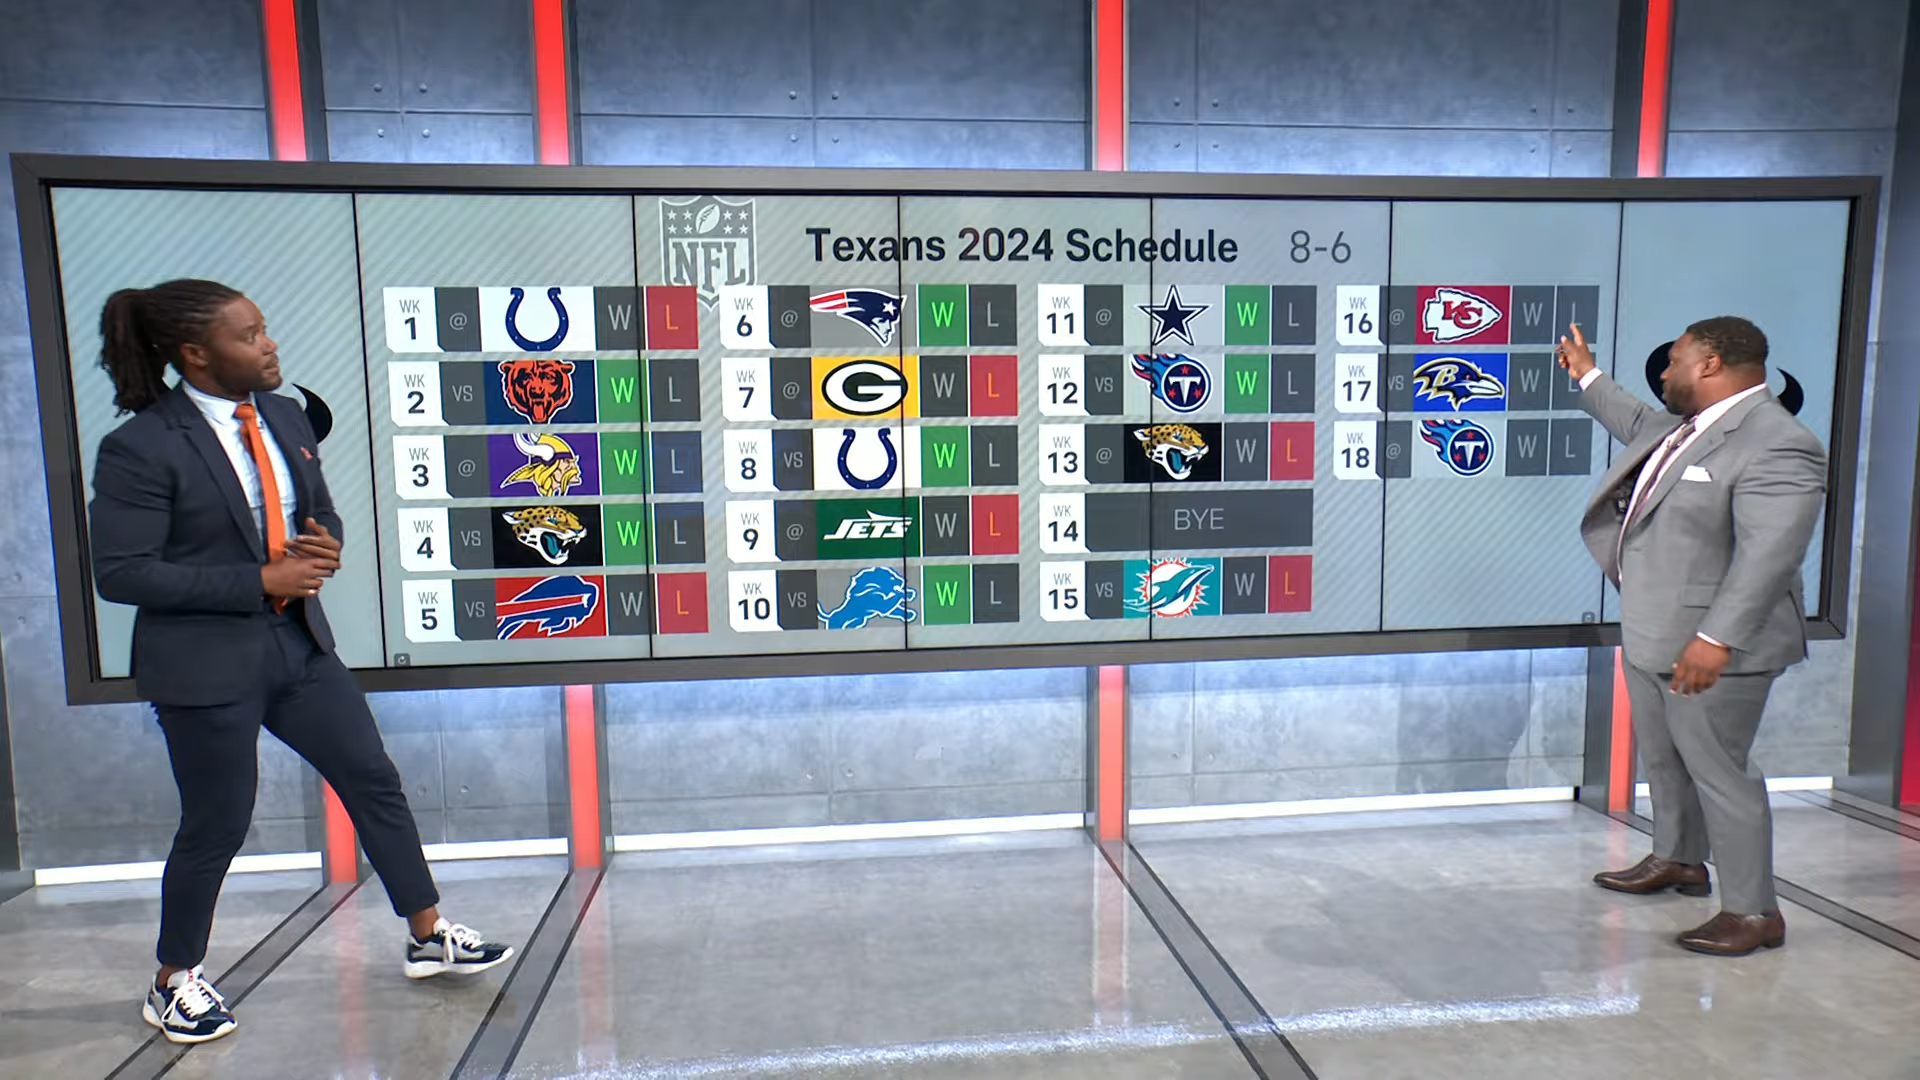 NFL
Texans 2024 Schedule 8-6
WK 1 @ W L
WK 2 VS W L
WK 3 @ W L
WK 4 VS W L
WK 5 VS W L
WK 6 @ W L
WK 7 @ G W L
WK 8 VS W L
WK 9 @ JETS W L
WK 10 VS W L
WK 11 @ W L
WK 12 VS T W L
WK 13 @ W L
WK 14 BYE
WK 15 VS W L
WK 16 @ KC W L
WK 17 VS B W L
WK 18 @ T W L